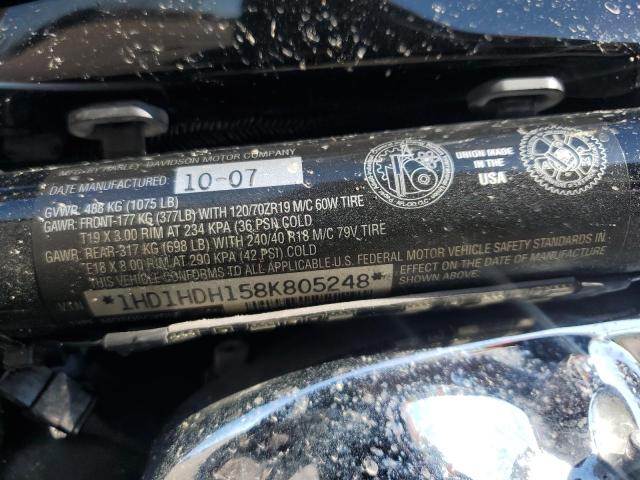 HARLEY-DAVIDSON MOTOR COMPANY
DATE MANUFACTURED 10-07
GVWR: 488 KG (1075 LB)
GAWR: FRONT-177 KG (377LB) WITH 120/70ZR19 M/C 60W TIRE
T19 X 3.00 RIM AT 234 KPA (36 PSI) COLD
GAWR: REAR-317 KG (698 LB) WITH 240/40 R18 M/C 79V TIRE
E18 X 8.00 RIM AT 290 KPA (42 PSI) COLD
THIS VEHICLE CONFORMS TO ALL APPLICABLE U.S. FEDERAL MOTOR VEHICLE SAFETY STANDARDS IN
EFFECT ON THE DATE OF MANUFACTURE
SHOWN ABOVE.
VIN *1HD1HDH158K805248*
UNION MADE
IN THE
USA
AFL-CIO CLC